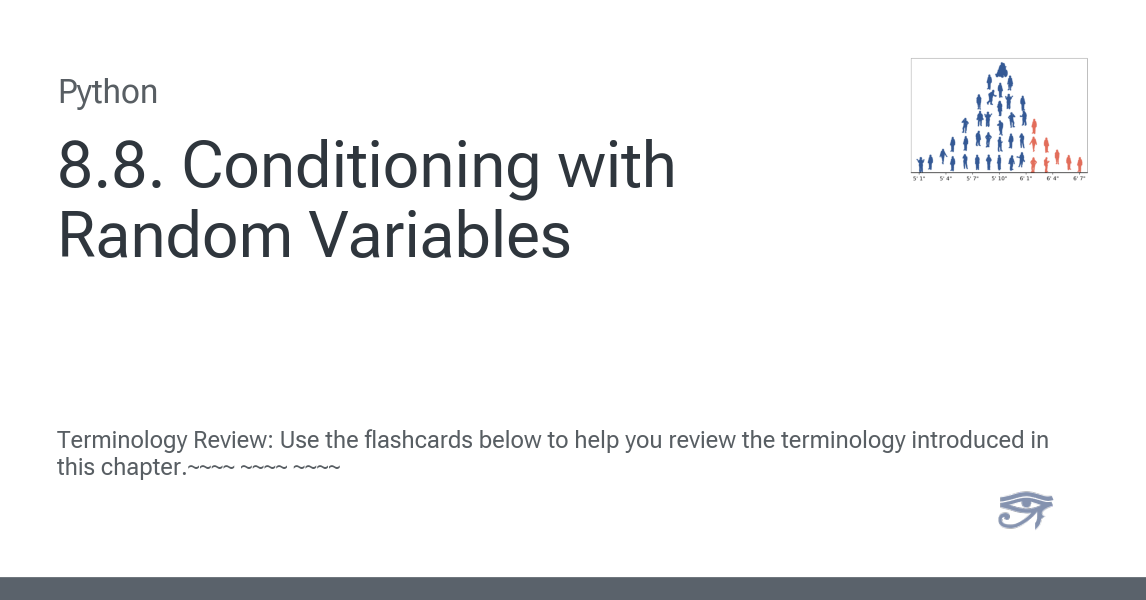 Python
8.8. Conditioning with
Random Variables
5' 1" 5' 4" 5' 7" 5' 10" 6' 1" 6' 4" 6' 7"
Terminology Review: Use the flashcards below to help you review the terminology introduced in
this chapter.~~~~ ~~~~ ~~~~